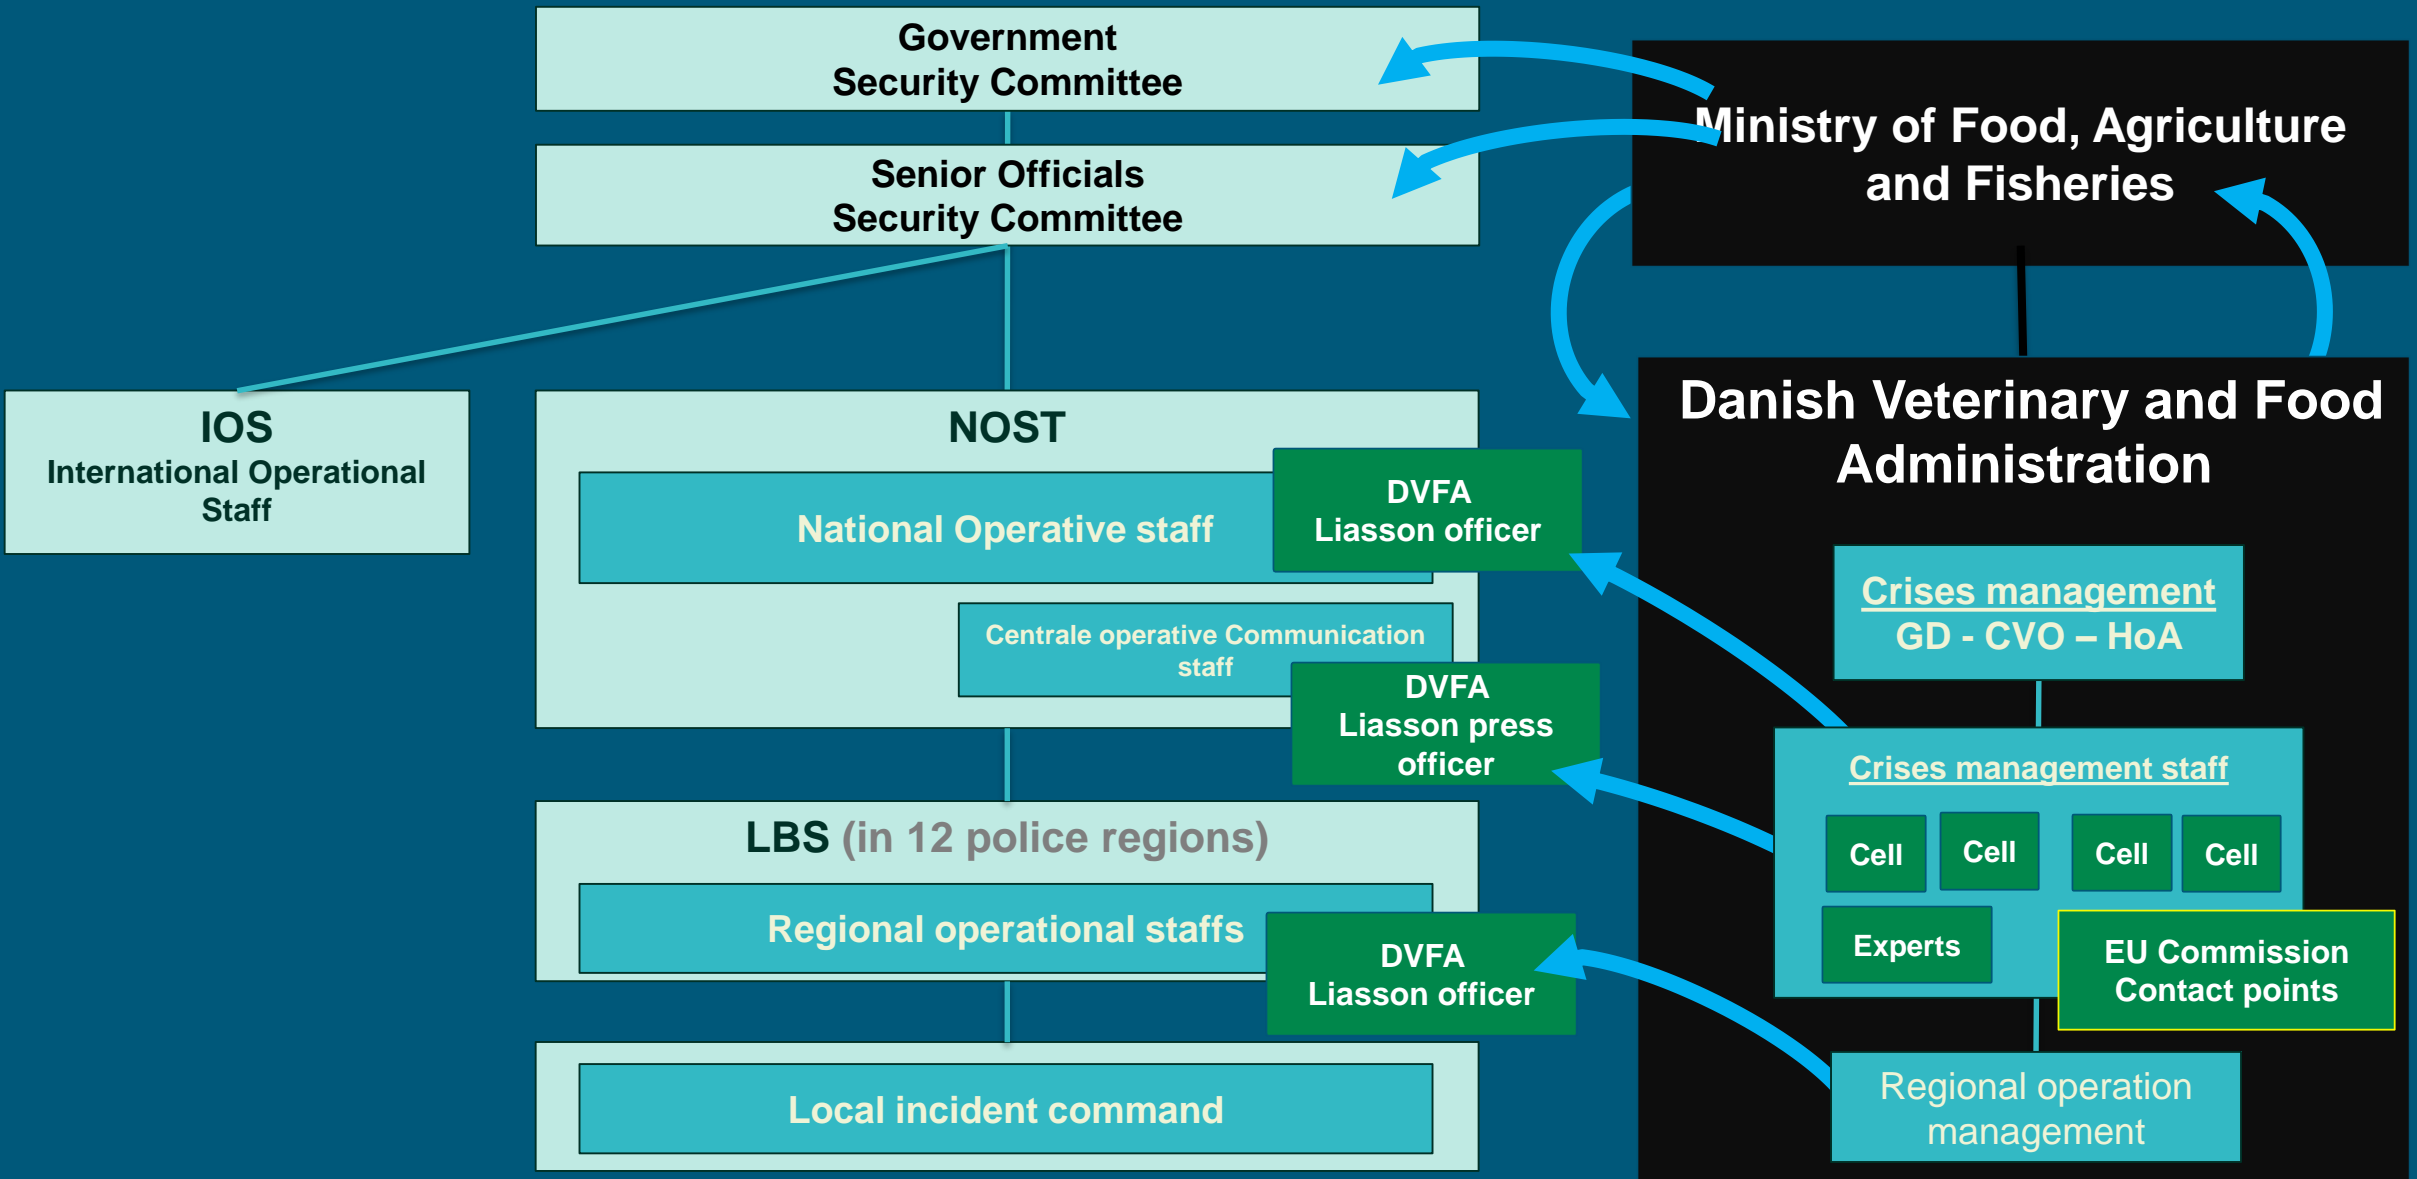 Government
Security Committee
Senior Officials
Security Committee
IOS
International Operational
Staff
NOST
National Operative staff
DVFA
Liasson officer
Centrale operative Communication
staff
DVFA
Liasson press
officer
LBS (in 12 police regions)
Regional operational staffs
DVFA
Liasson officer
Local incident command
Ministry of Food, Agriculture
and Fisheries
Danish Veterinary and Food
Administration
Crises management
GD - CVO – HoA
Crises management staff
Cell
Cell
Cell
Cell
Experts
EU Commission
Contact points
Regional operation
management